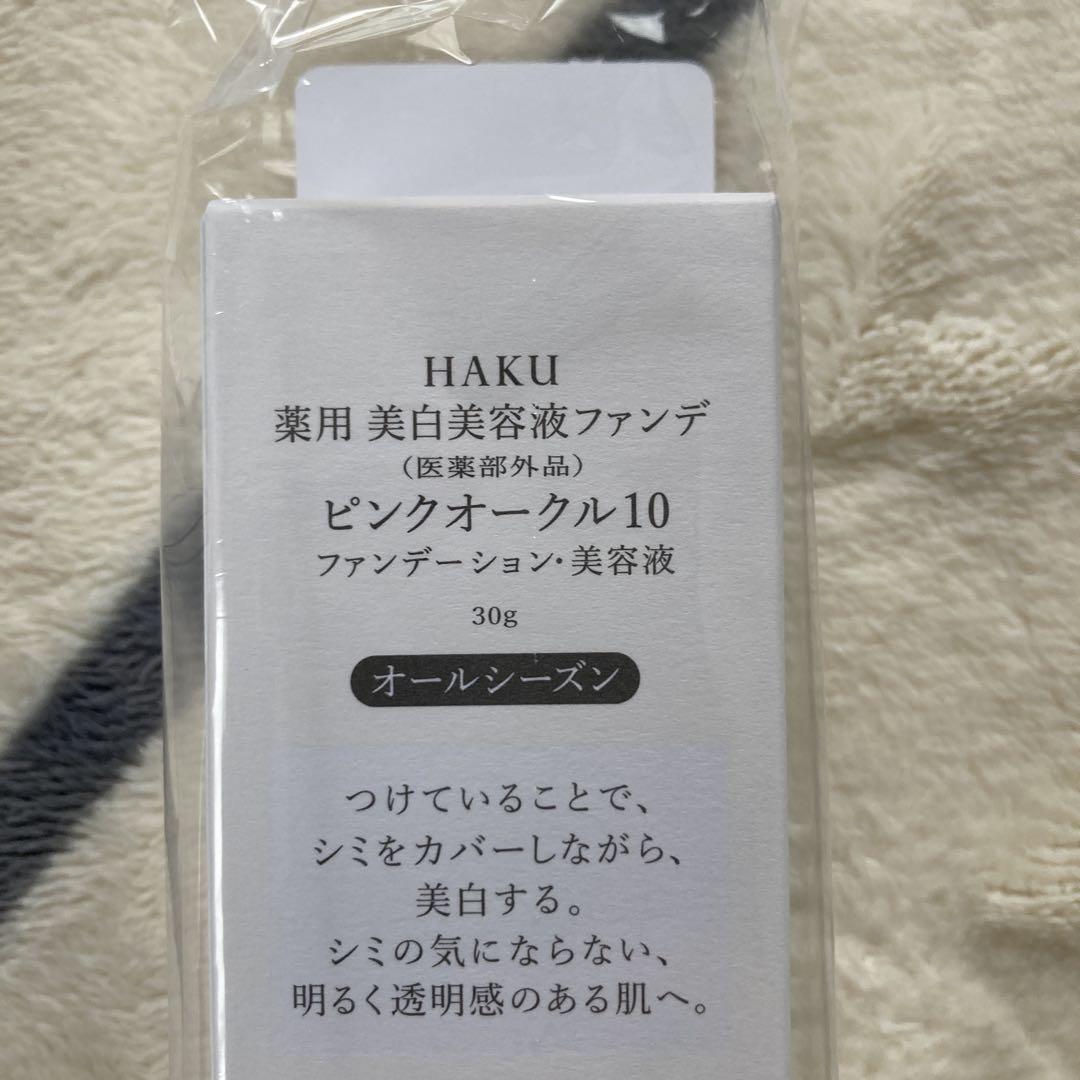 HAKU
薬用 美白美容液ファンデ
（医薬部外品）
ピンクオークル10
ファンデーション・美容液
30g
オールシーズン
つけていることで、
シミをカバーしながら、
美白する。
シミの気にならない、
明るく透明感のある肌へ。